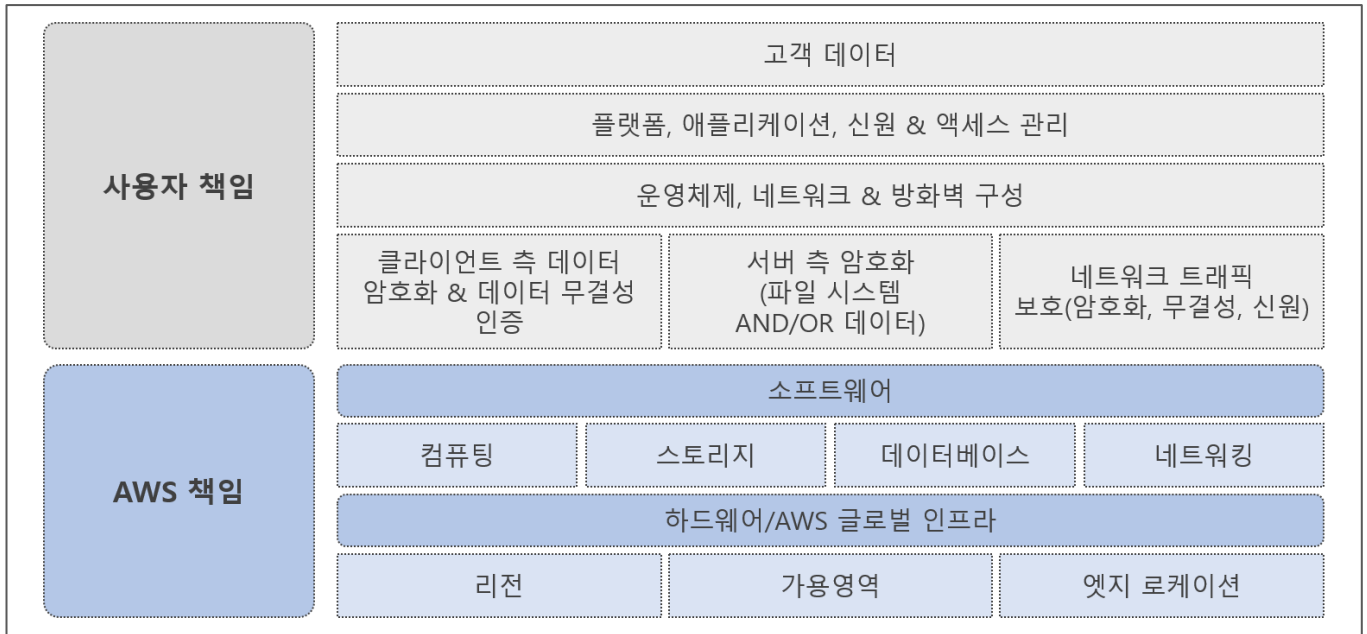 사용자 책임
고객 데이터
플랫폼, 애플리케이션, 신원 & 액세스 관리
운영체제, 네트워크 & 방화벽 구성
클라이언트 측 데이터
암호화 & 데이터 무결성
인증
서버 측 암호화
(파일 시스템
AND/OR 데이터)
네트워크 트래픽
보호(암호화, 무결성, 신원)
AWS 책임
소프트웨어
컴퓨팅
스토리지
데이터베이스
네트워킹
하드웨어/AWS 글로벌 인프라
리전
가용영역
엣지 로케이션